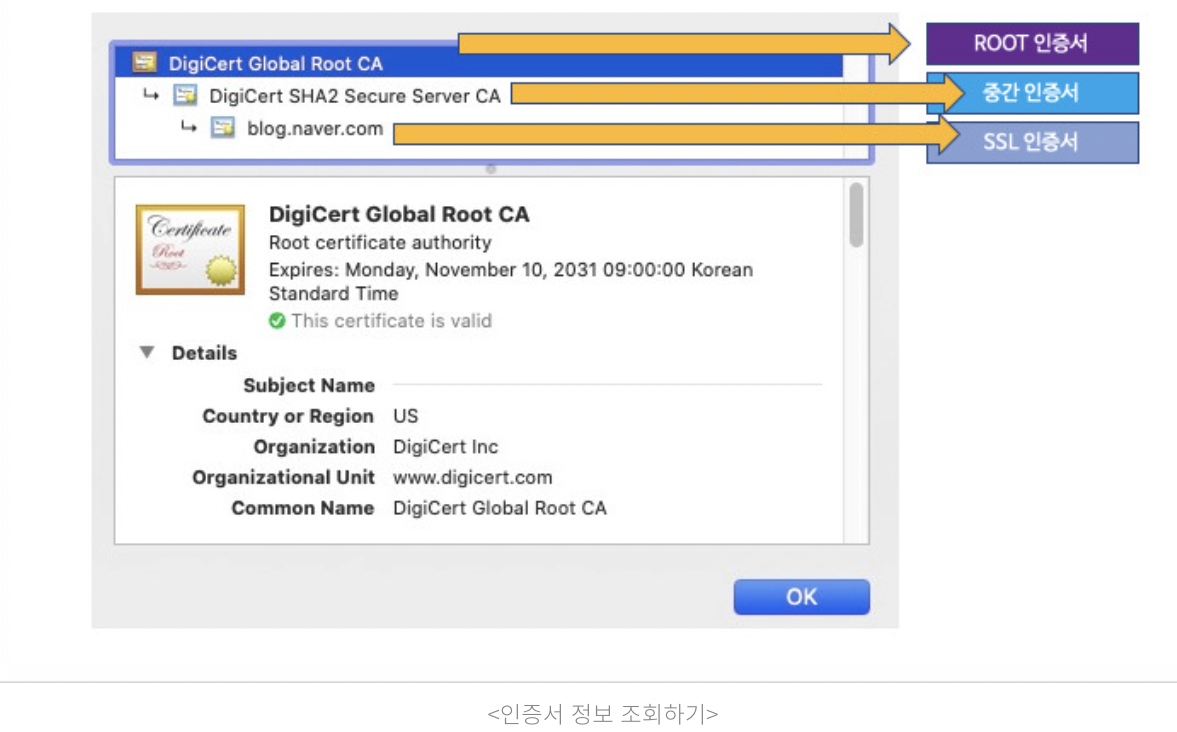 DigiCert Global Root CA
ROOT 인증서
DigiCert SHA2 Secure Server CA
중간 인증서
blog.naver.com
SSL 인증서
Certificate
Root
DigiCert Global Root CA
Root certificate authority
Expires: Monday, November 10, 2031 09:00:00 Korean
Standard Time
This certificate is valid
Details
Subject Name
Country or Region US
Organization DigiCert Inc
Organizational Unit www.digicert.com
Common Name DigiCert Global Root CA
OK
<인증서 정보 조회하기>